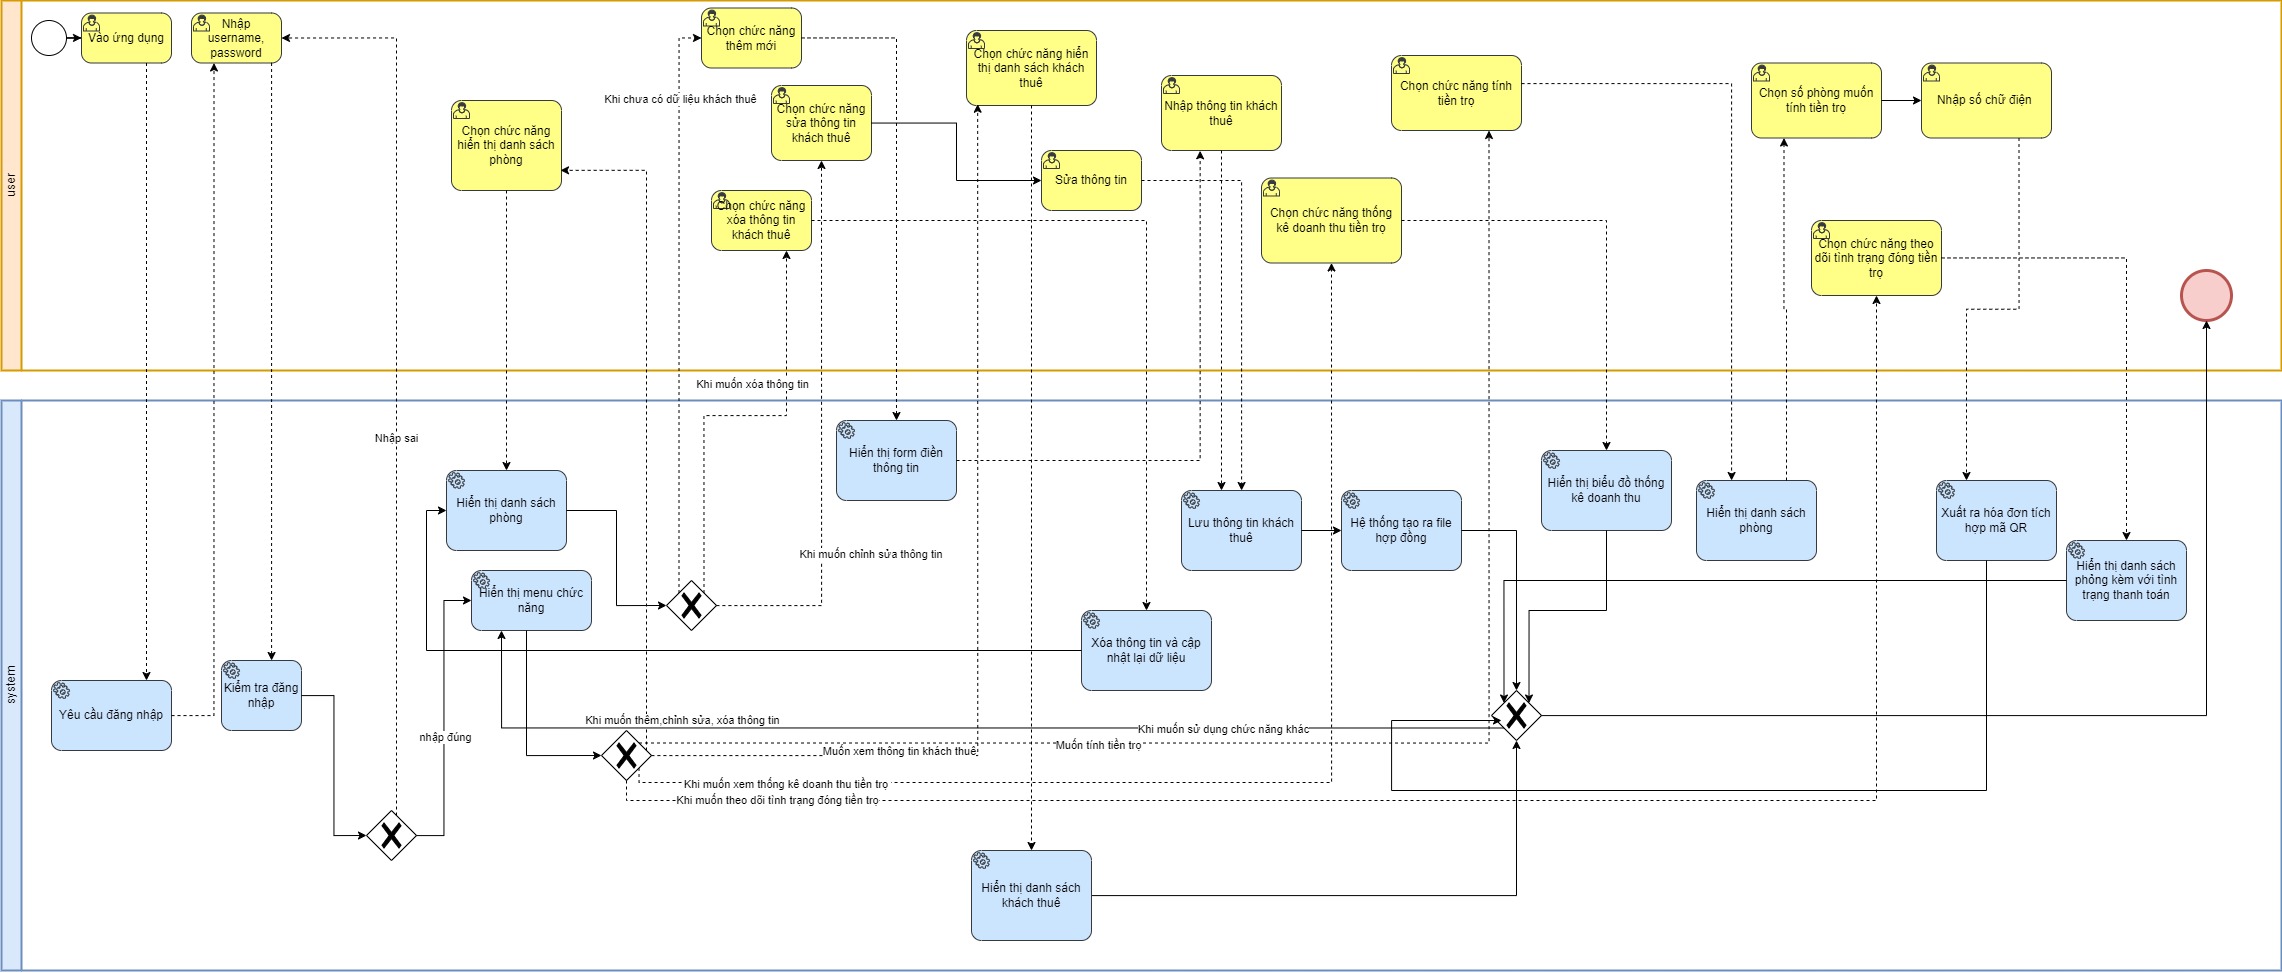 user
Vào ứng dụng
Nhập
username,
password
Chọn chức năng
hiển thị danh sách
phòng
Khi chưa có dữ liệu khách thuê
Chọn chức năng
thêm mới
Chọn chức năng
sửa thông tin
khách thuê
Chọn chức năng
xóa thông tin
khách thuê
Chọn chức năng hiển
thị danh sách khách
thuê
Sửa thông tin
Nhập thông tin khách
thuê
Chọn chức năng thống
kê doanh thu tiền trọ
Chọn chức năng tính
tiền trọ
Chọn số phòng muốn
tính tiền trọ
Nhập số chữ điện
Chọn chức năng theo
dõi tình trạng đóng tiền
trọ
Khi muốn xóa thông tin
system
Nhập sai
Hiển thị danh sách
phòng
Hiển thị form điền
thông tin
Khi muốn chỉnh sửa thông tin
Lưu thông tin khách
thuê
Hệ thống tạo ra file
hợp đồng
Hiển thị biểu đồ thống
kê doanh thu
Hiển thị danh sách
phòng
Xuất ra hóa đơn tích
hợp mã QR
Hiển thị danh sách
phỏng kèm với tình
trạng thanh toán
Hiển thị menu chức
năng
Xóa thông tin và cập
nhật lại dữ liệu
Yêu cầu đăng nhập
Kiểm tra đăng
nhập
nhập đúng
Khi muốn thêm,chỉnh sửa, xóa thông tin
Khi muốn sử dụng chức năng khác
Muốn tính tiền trọ
Muốn xem thông tin khách thuê
Khi muốn xem thống kê doanh thu tiền trọ
Khi muốn theo dõi tình trạng đóng tiền trọ
Hiển thị danh sách
khách thuê